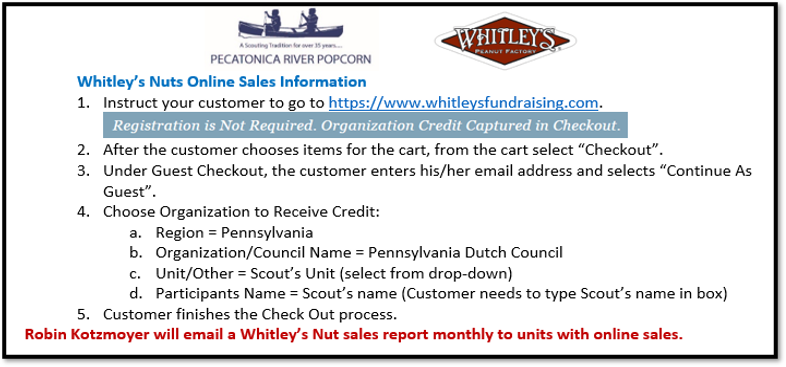 A Scouting Tradition for over 35 years....
PECATONICA RIVER POPCORN
WHITLEY'S
PEANUT FACTORY
Whitley's Nuts Online Sales Information
1. Instruct your customer to go to https://www.whitleysfundraising.com.
Registration is Not Required. Organization Credit Captured in Checkout.
2. After the customer chooses items for the cart, from the cart select “Checkout”.
3. Under Guest Checkout, the customer enters his/her email address and selects “Continue As
Guest”.
4. Choose Organization to Receive Credit:
a. Region = Pennsylvania
b. Organization/Council Name = Pennsylvania Dutch Council
c. Unit/Other = Scout’s Unit (select from drop-down)
d. Participants Name = Scout’s name (Customer needs to type Scout’s name in box)
5. Customer finishes the Check Out process.
Robin Kotzmoyer will email a Whitley’s Nut sales report monthly to units with online sales.